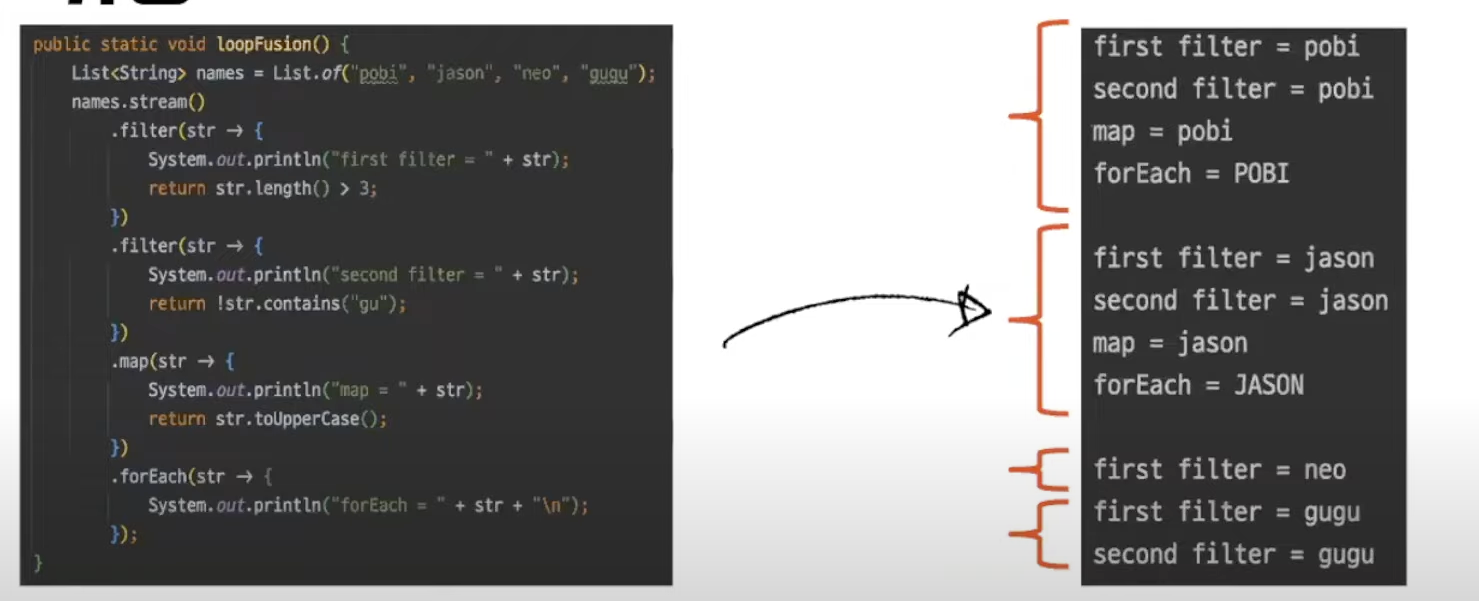 public static void loopFusion() {
List<String> names = List.of("pobi", "jason", "neo", "gugu");
names.stream()
.filter(str → {
System.out.println("first filter = " + str);
return str.length() > 3;
})
.filter(str → {
System.out.println("second filter = " + str);
return !str.contains("gu");
})
.map(str → {
System.out.println("map = " + str);
return str.toUpperCase();
})
.forEach(str → {
System.out.println("forEach = " + str + "\n");
});
}
first filter = pobi
second filter = pobi
map = pobi
forEach = POBI
first filter = jason
second filter = jason
map = jason
forEach = JASON
first filter = neo
first filter = gugu
second filter = gugu